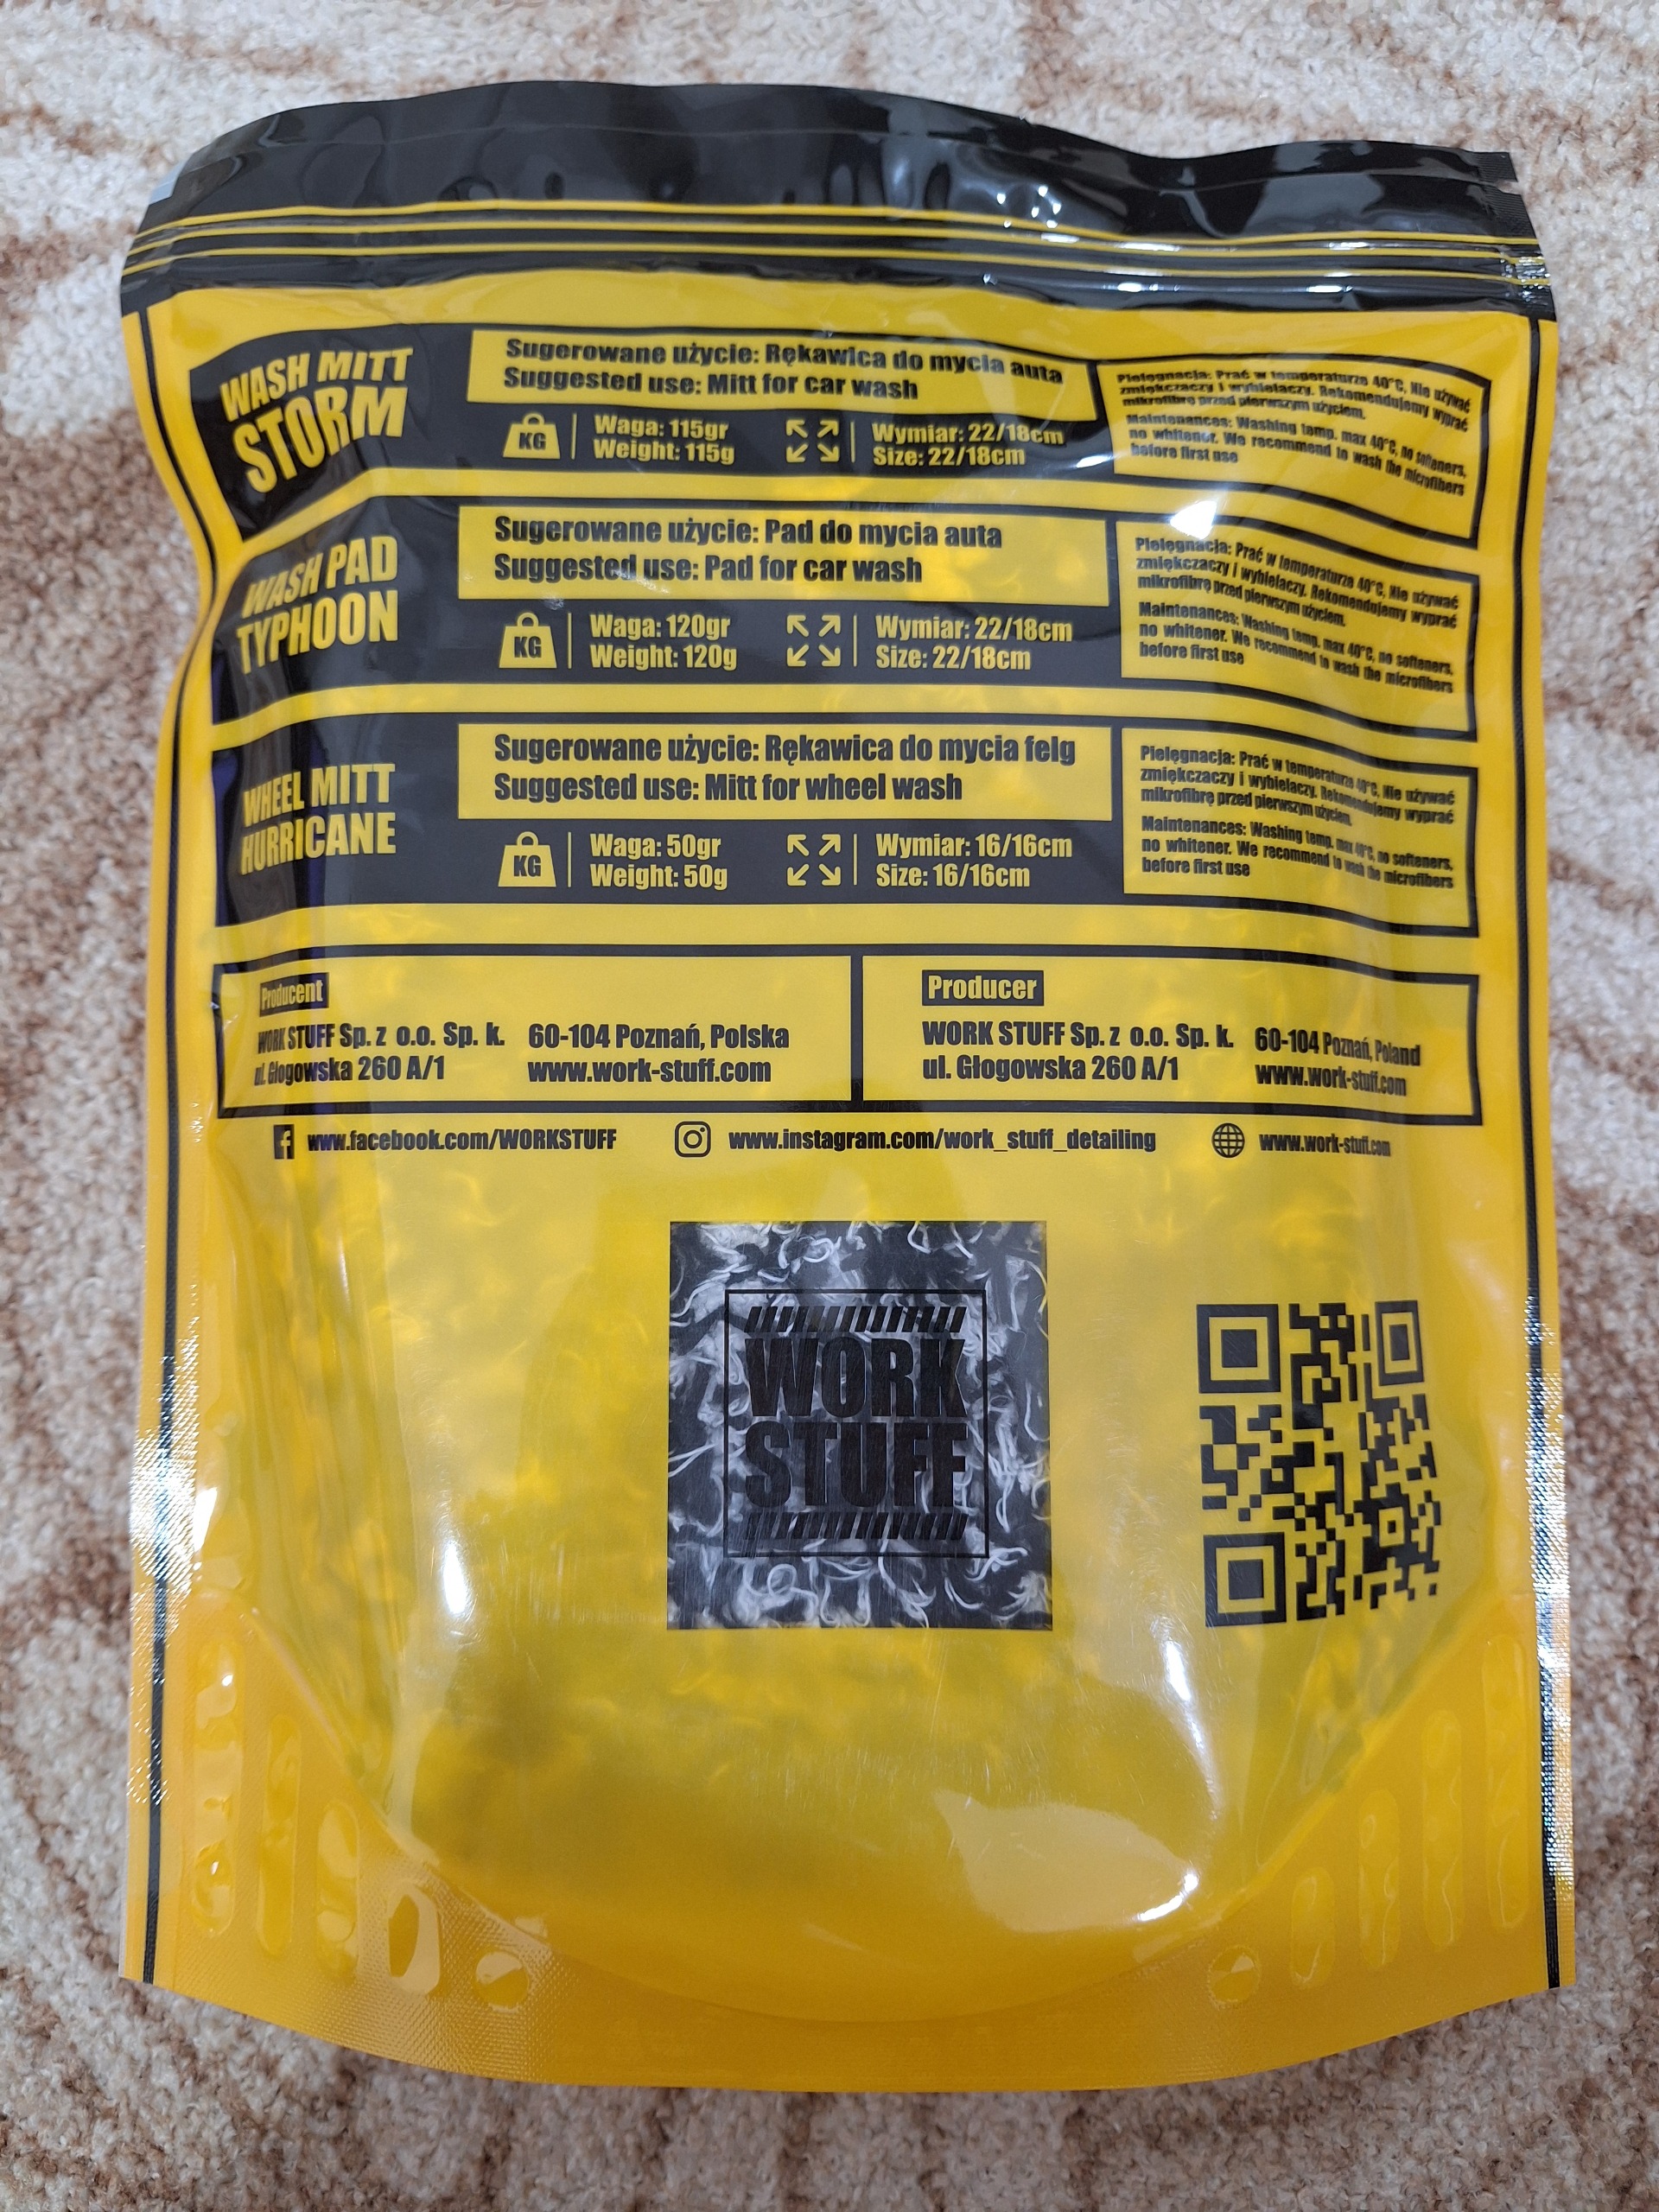 WASH MITT
STORM
Sugerowane użycie: Rękawica do mycia auta
Suggested use: Mitt for car wash
KG
Waga: 115gr
Weight: 115g
Wymiar: 22/18cm
Size: 22/18cm
Pielęgnacja: Prać w temperaturze 40°C, Nie używać
zmiękczaczy i wybielaczy. Rekomendujemy wyprać
mikrofibrę przed pierwszym użyciem.
Maintenances: Washing temp. max 40°C, no softeners,
no whitener. We recommend to wash the microfibers
before first use
WASH PAD
TYPHOON
Sugerowane użycie: Pad do mycia auta
Suggested use: Pad for car wash
KG
Waga: 120gr
Weight: 120g
Wymiar: 22/18cm
Size: 22/18cm
Pielęgnacja: Prać w temperaturze 40°C, Nie używać
zmiękczaczy i wybielaczy. Rekomendujemy wyprać
mikrofibrę przed pierwszym użyciem.
Maintenances: Washing temp. max 40°C, no softeners,
no whitener. We recommend to wash the microfibers
before first use
WHEEL MITT
HURRICANE
Sugerowane użycie: Rękawica do mycia felg
Suggested use: Mitt for wheel wash
KG
Waga: 50gr
Weight: 50g
Wymiar: 16/16cm
Size: 16/16cm
Pielęgnacja: Prać w temperaturze 40°C, Nie używać
zmiękczaczy i wybielaczy. Rekomendujemy wyprać
mikrofibrę przed pierwszym użyciem.
Maintenances: Washing temp. max 40°C, no softeners,
no whitener. We recommend to wash the microfibers
before first use
Producent
WORK STUFF Sp. z o.o. Sp. k.
ul. Głogowska 260 A/1
60-104 Poznań, Polska
www.work-stuff.com
Producer
WORK STUFF Sp. z o.o. Sp. k.
ul. Głogowska 260 A/1
60-104 Poznań, Poland
www.work-stuff.com
www.facebook.com/WORKSTUFF
www.instagram.com/work_stuff_detailing
www.work-stuff.com
WORK
STUFF